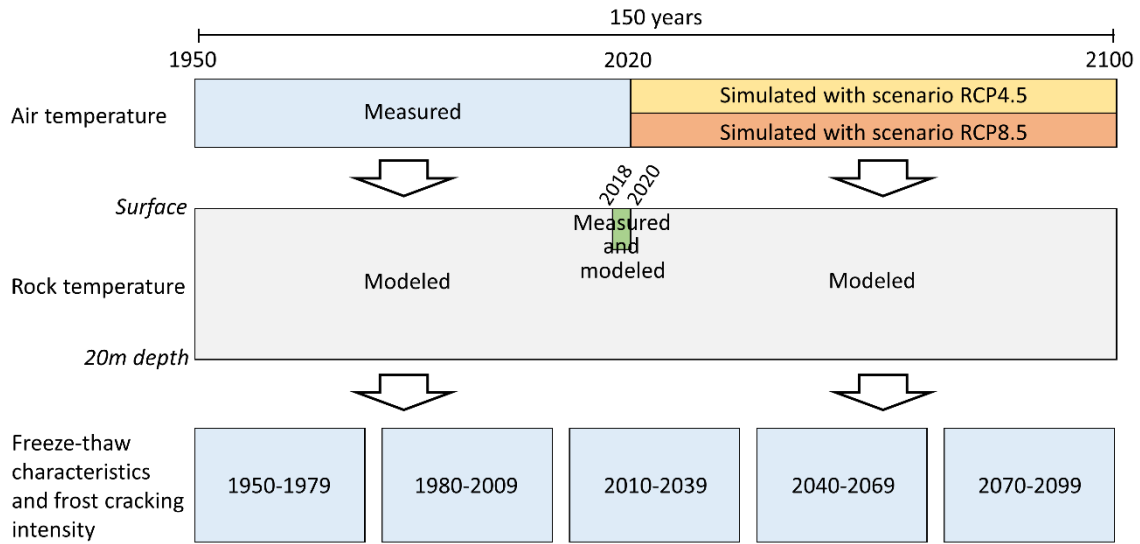 150 years
1950
2020
2100
Air temperature
Measured
Simulated with scenario RCP4.5
Simulated with scenario RCP8.5
Surface
2018
2020
Measured
and
modeled
Rock temperature
Modeled
Modeled
20m depth
Freeze-thaw
characteristics
and frost cracking
intensity
1950-1979
1980-2009
2010-2039
2040-2069
2070-2099